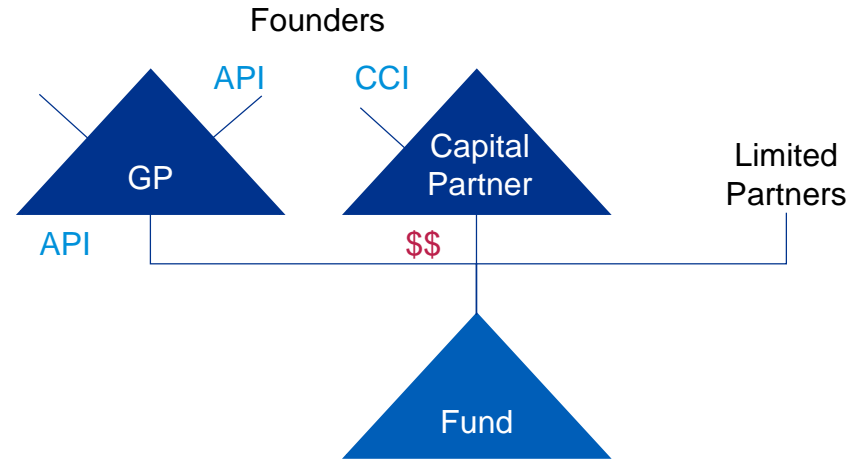 Founders
API
CCI
GP
Capital
Partner
Limited
Partners
API
$$
Fund